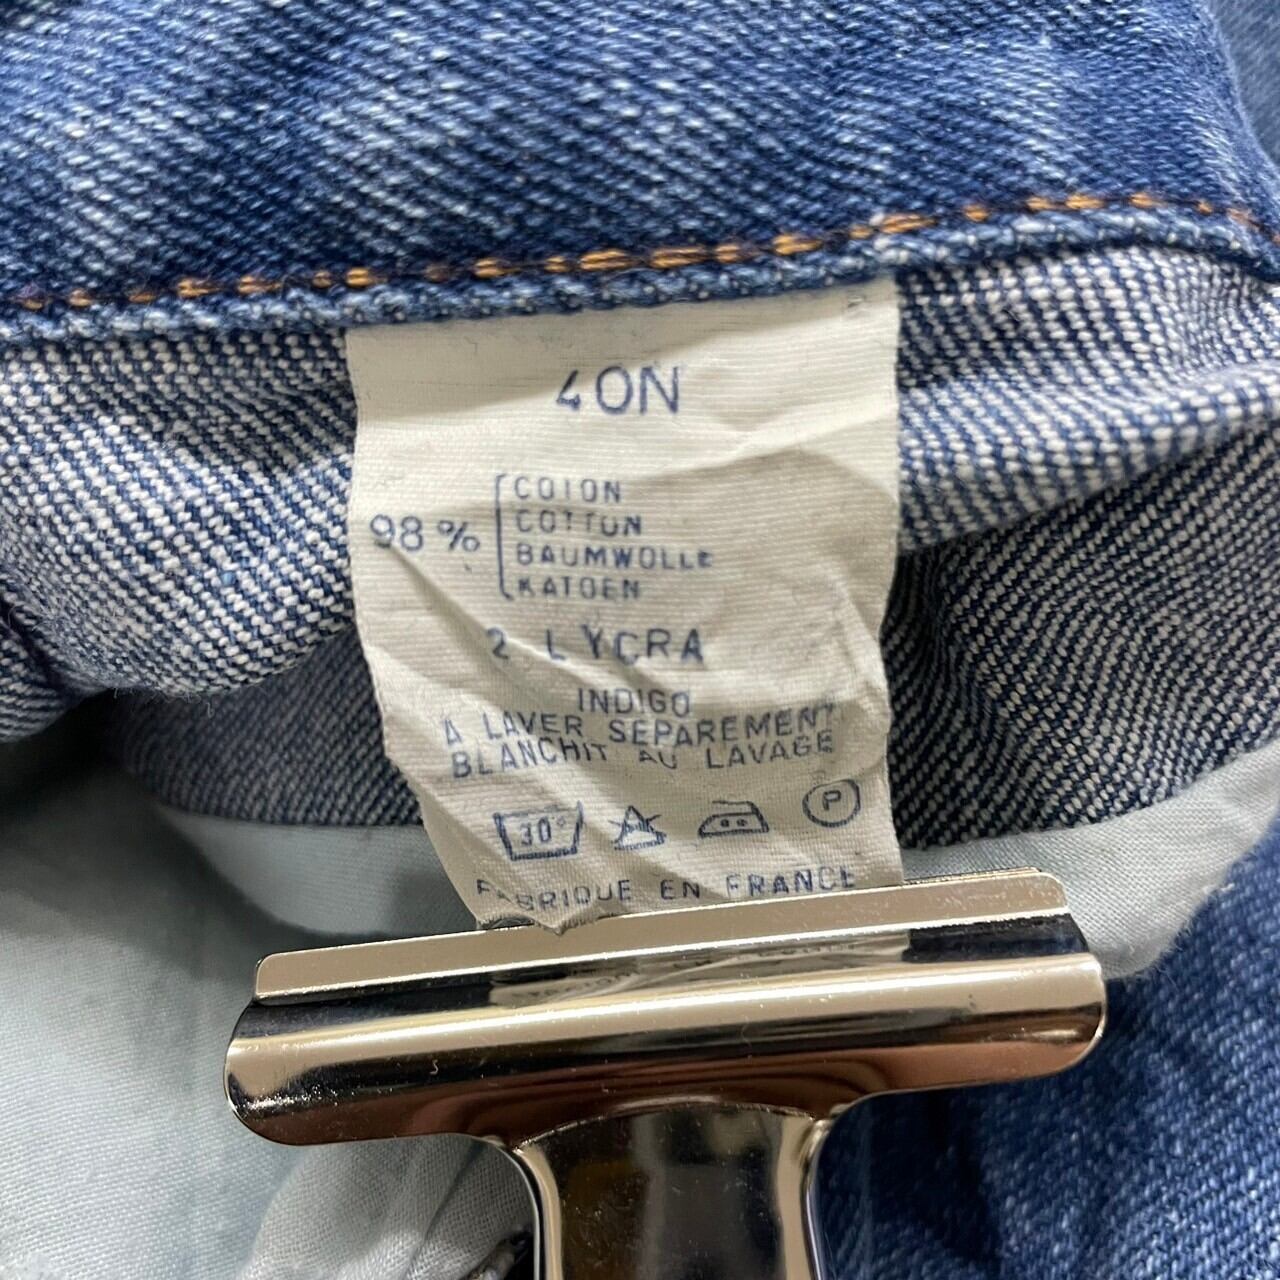 40N
98 %
COTON
COTTON
BAUMWOLLE
KATOEN
2 LYCRA
INDIGO
A LAVER SEPAREMENT
BLANCHIT AU LAVAGE
30° P
FABRIQUE EN FRANCE